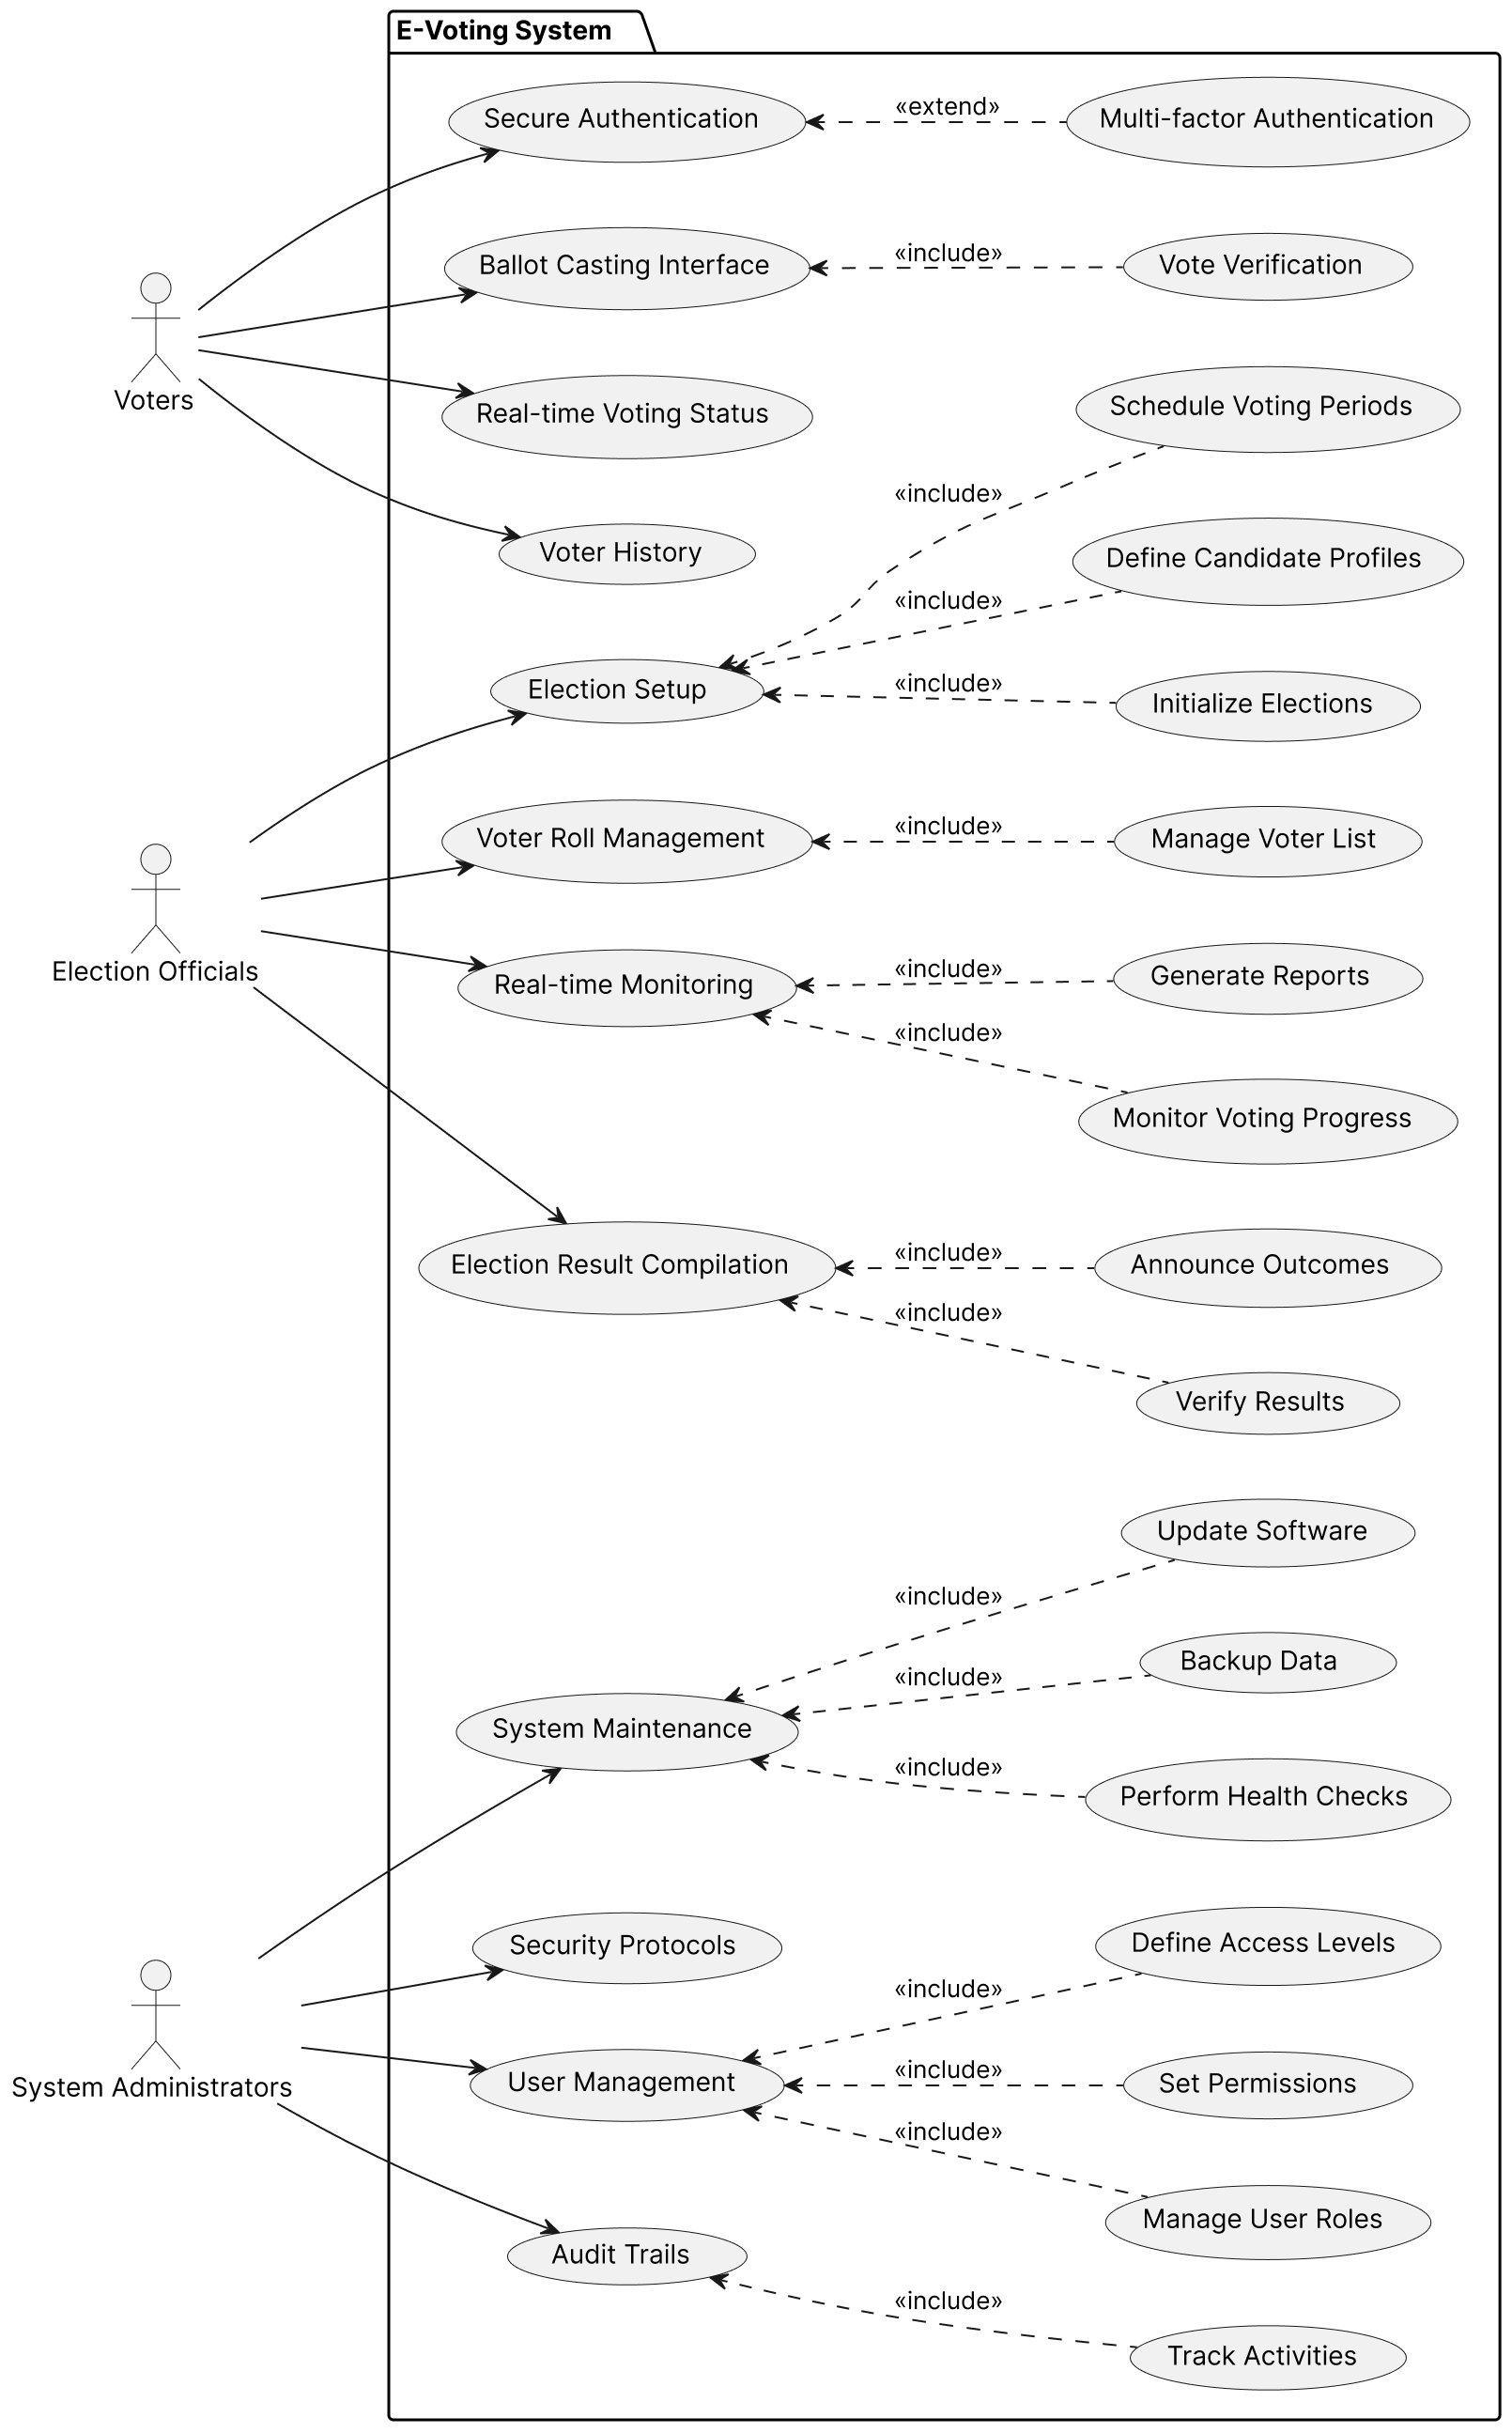 E-Voting System
Secure Authentication
«extend»
Multi-factor Authentication
Ballot Casting Interface
«include»
Vote Verification
Voters
Real-time Voting Status
Schedule Voting Periods
«include»
Voter History
Define Candidate Profiles
«include»
Election Setup
«include»
Initialize Elections
Voter Roll Management
«include»
Manage Voter List
Election Officials
Real-time Monitoring
«include»
Generate Reports
«include»
Monitor Voting Progress
Election Result Compilation
«include»
Announce Outcomes
«include»
Verify Results
Update Software
«include»
Backup Data
«include»
System Maintenance
«include»
Perform Health Checks
Security Protocols
Define Access Levels
«include»
System Administrators
User Management
«include»
Set Permissions
«include»
Manage User Roles
Audit Trails
«include»
Track Activities